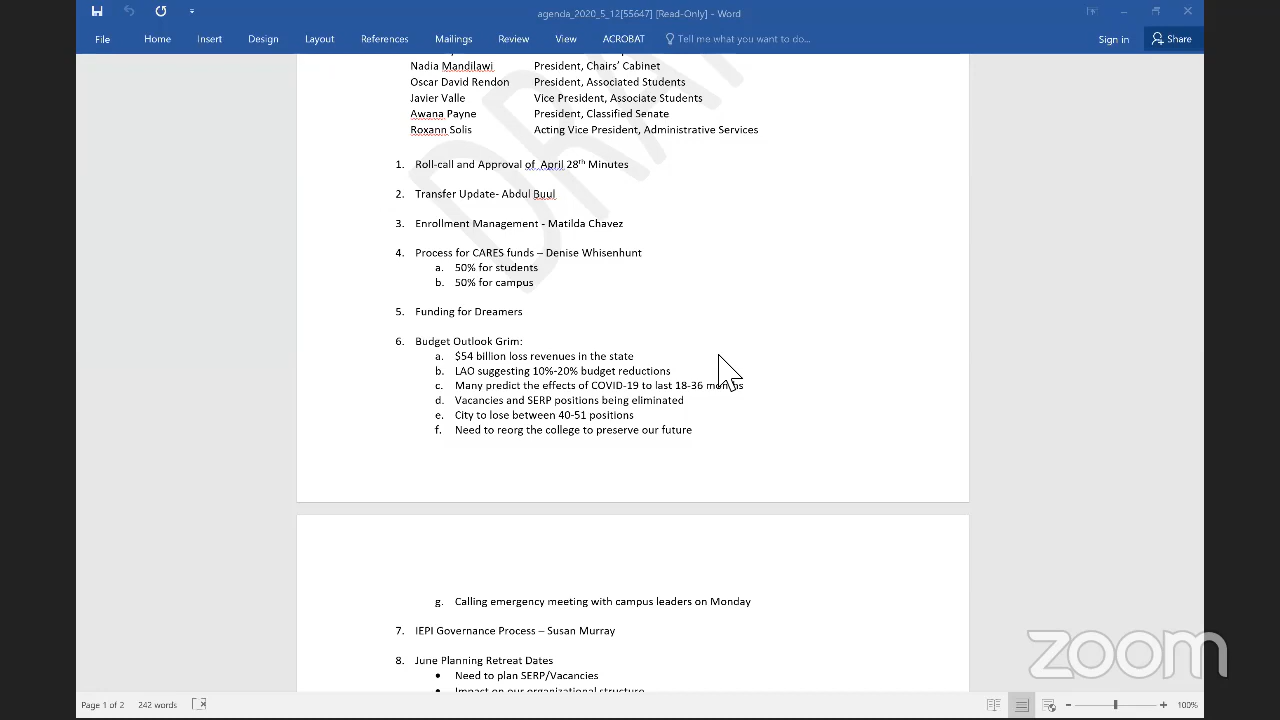 agenda_2020_5_12[55647] [Read-Only] - Word
File Home Insert Design Layout References Mailings Review View ACROBAT Tell me what you want to do... Sign in Share
Nadia Mandilawi President, Chairs' Cabinet
Oscar David Rendon President, Associated Students
Javier Valle Vice President, Associate Students
Awana Payne President, Classified Senate
Roxann Solis Acting Vice President, Administrative Services
1. Roll-call and Approval of April 28th Minutes
2. Transfer Update- Abdul Buul
3. Enrollment Management - Matilda Chavez
4. Process for CARES funds – Denise Whisenhunt
a. 50% for students
b. 50% for campus
5. Funding for Dreamers
6. Budget Outlook Grim:
a. $54 billion loss revenues in the state
b. LAO suggesting 10%-20% budget reductions
c. Many predict the effects of COVID-19 to last 18-36 months
d. Vacancies and SERP positions being eliminated
e. City to lose between 40-51 positions
f. Need to reorg the college to preserve our future
g. Calling emergency meeting with campus leaders on Monday
7. IEPI Governance Process – Susan Murray
8. June Planning Retreat Dates
• Need to plan SERP/Vacancies
• Impact on our organizational structure
zoom
Page 1 of 2 242 words 100%